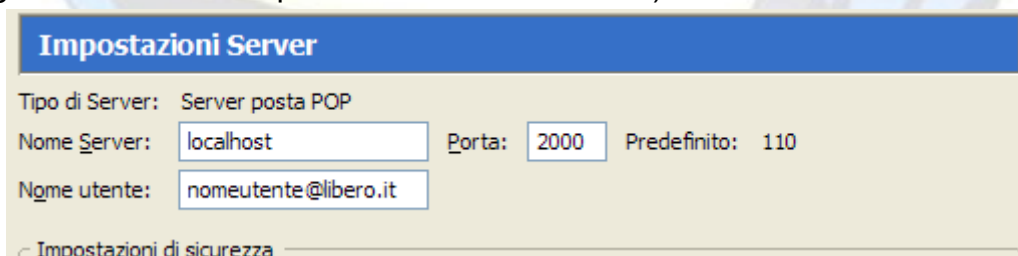 Impostazioni Server
Tipo di Server: Server posta POP
Nome Server: localhost Porta: 2000 Predefinito: 110
Nome utente: nomeutente@libero.it
Impostazioni di sicurezza